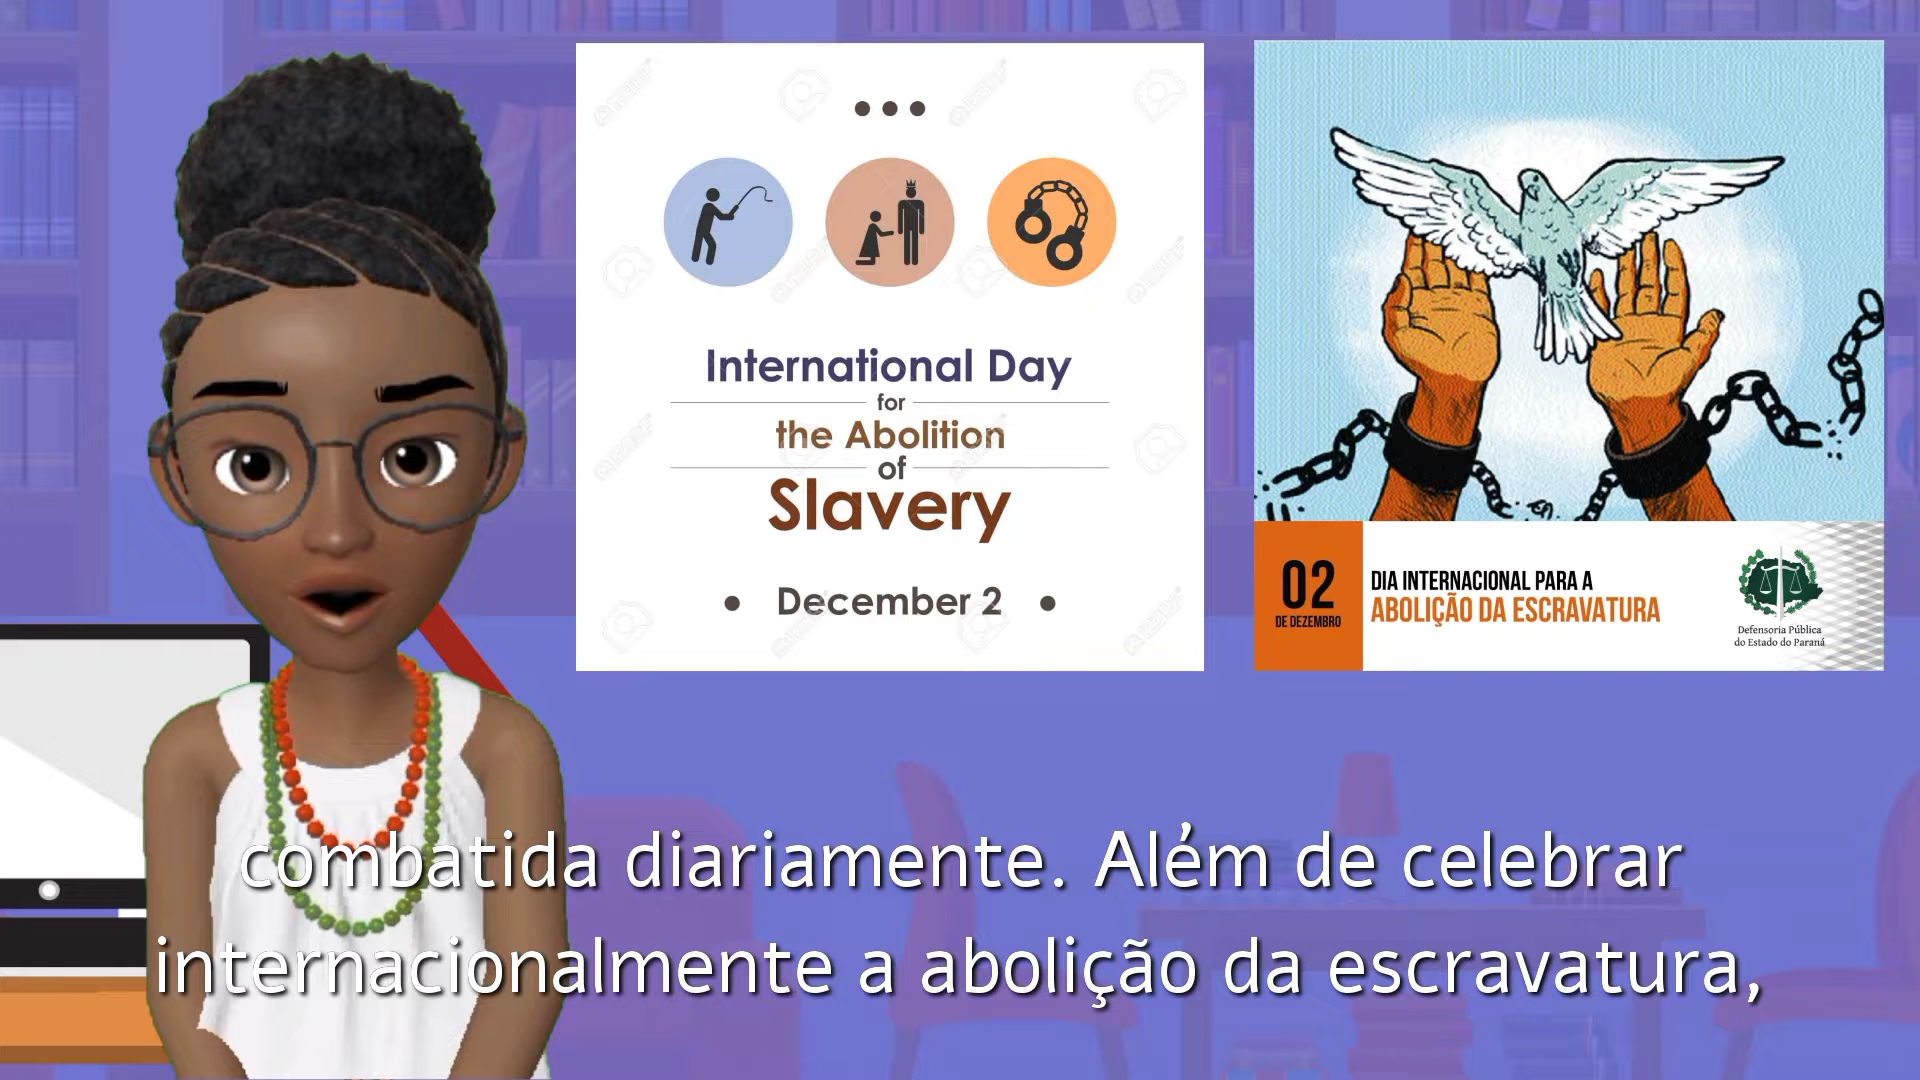 International Day
for
the Abolition
of
Slavery
December 2
02
DE DEZEMBRO
DIA INTERNACIONAL PARA A
ABOLIÇÃO DA ESCRAVATURA
Defensoria Pública
do Estado do Paraná
combatida diariamente. Além de celebrar
internacionalmente a abolição da escravatura,